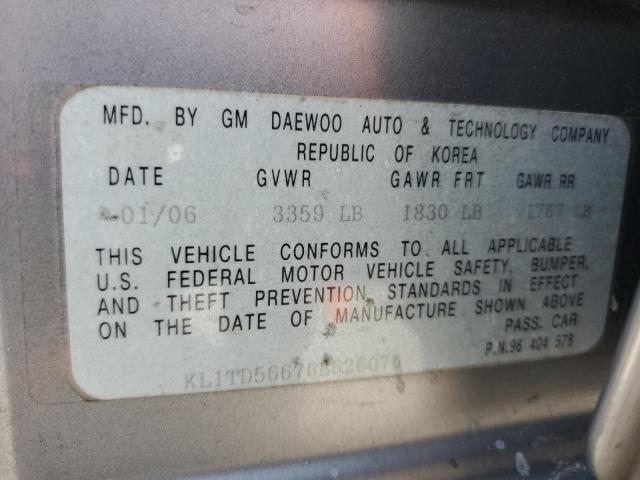 MFD. BY GM DAEWOO AUTO & TECHNOLOGY COMPANY
REPUBLIC OF KOREA
DATE GVWR GAWR FRT GAWR RR
01/06 3359 LB 1830 LB 1767 LB
THIS VEHICLE CONFORMS TO ALL APPLICABLE
U.S. FEDERAL MOTOR VEHICLE SAFETY, BUMPER,
AND THEFT PREVENTION STANDARDS IN EFFECT
ON THE DATE OF MANUFACTURE SHOWN ABOVE
PASS. CAR
P.N.96 404 578